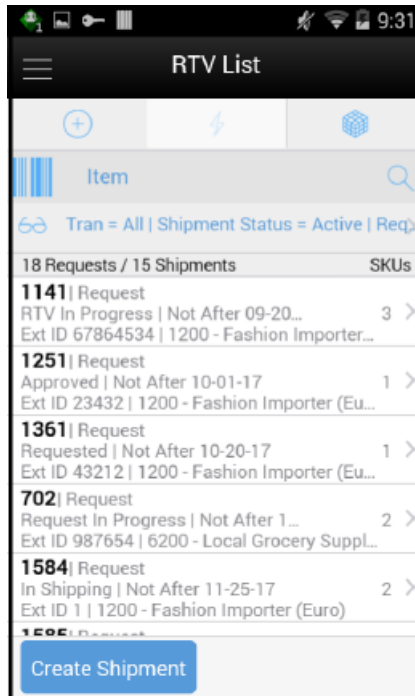 9:31
RTV List
Item
Tran = All | Shipment Status = Active | Req
18 Requests / 15 Shipments SKUs
1141| Request
RTV In Progress | Not After 09-20... 3
Ext ID 67864534 | 1200 - Fashion Importer...
1251| Request
Approved | Not After 10-01-17 1
Ext ID 23432 | 1200 - Fashion Importer (Eu...
1361| Request
Requested | Not After 10-20-17 1
Ext ID 43212 | 1200 - Fashion Importer (Eu...
702| Request
Request In Progress | Not After 1... 2
Ext ID 987654 | 6200 - Local Grocery Suppl...
1584| Request
In Shipping | Not After 11-25-17 2
Ext ID 1 | 1200 - Fashion Importer (Euro)
1585| Request
Create Shipment